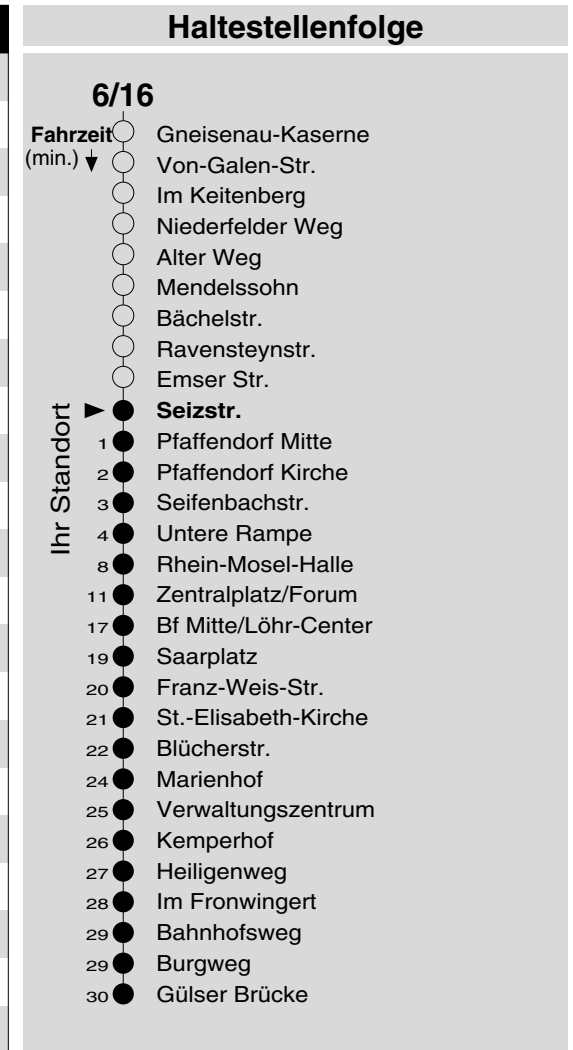 Haltestellenfolge
6/16
Fahrzeit
(min.)
Gneisenau-Kaserne
Von-Galen-Str.
Im Keitenberg
Niederfelder Weg
Alter Weg
Mendelssohn
Bächelstr.
Ravensteynstr.
Emser Str.
Ihr Standort
Seizstr.
1 Pfaffendorf Mitte
2 Pfaffendorf Kirche
3 Seifenbachstr.
4 Untere Rampe
8 Rhein-Mosel-Halle
11 Zentralplatz/Forum
17 Bf Mitte/Löhr-Center
19 Saarplatz
20 Franz-Weis-Str.
21 St.-Elisabeth-Kirche
22 Blücherstr.
24 Marienhof
25 Verwaltungszentrum
26 Kemperhof
27 Heiligenweg
28 Im Fronwingert
29 Bahnhofsweg
29 Burgweg
30 Gülser Brücke